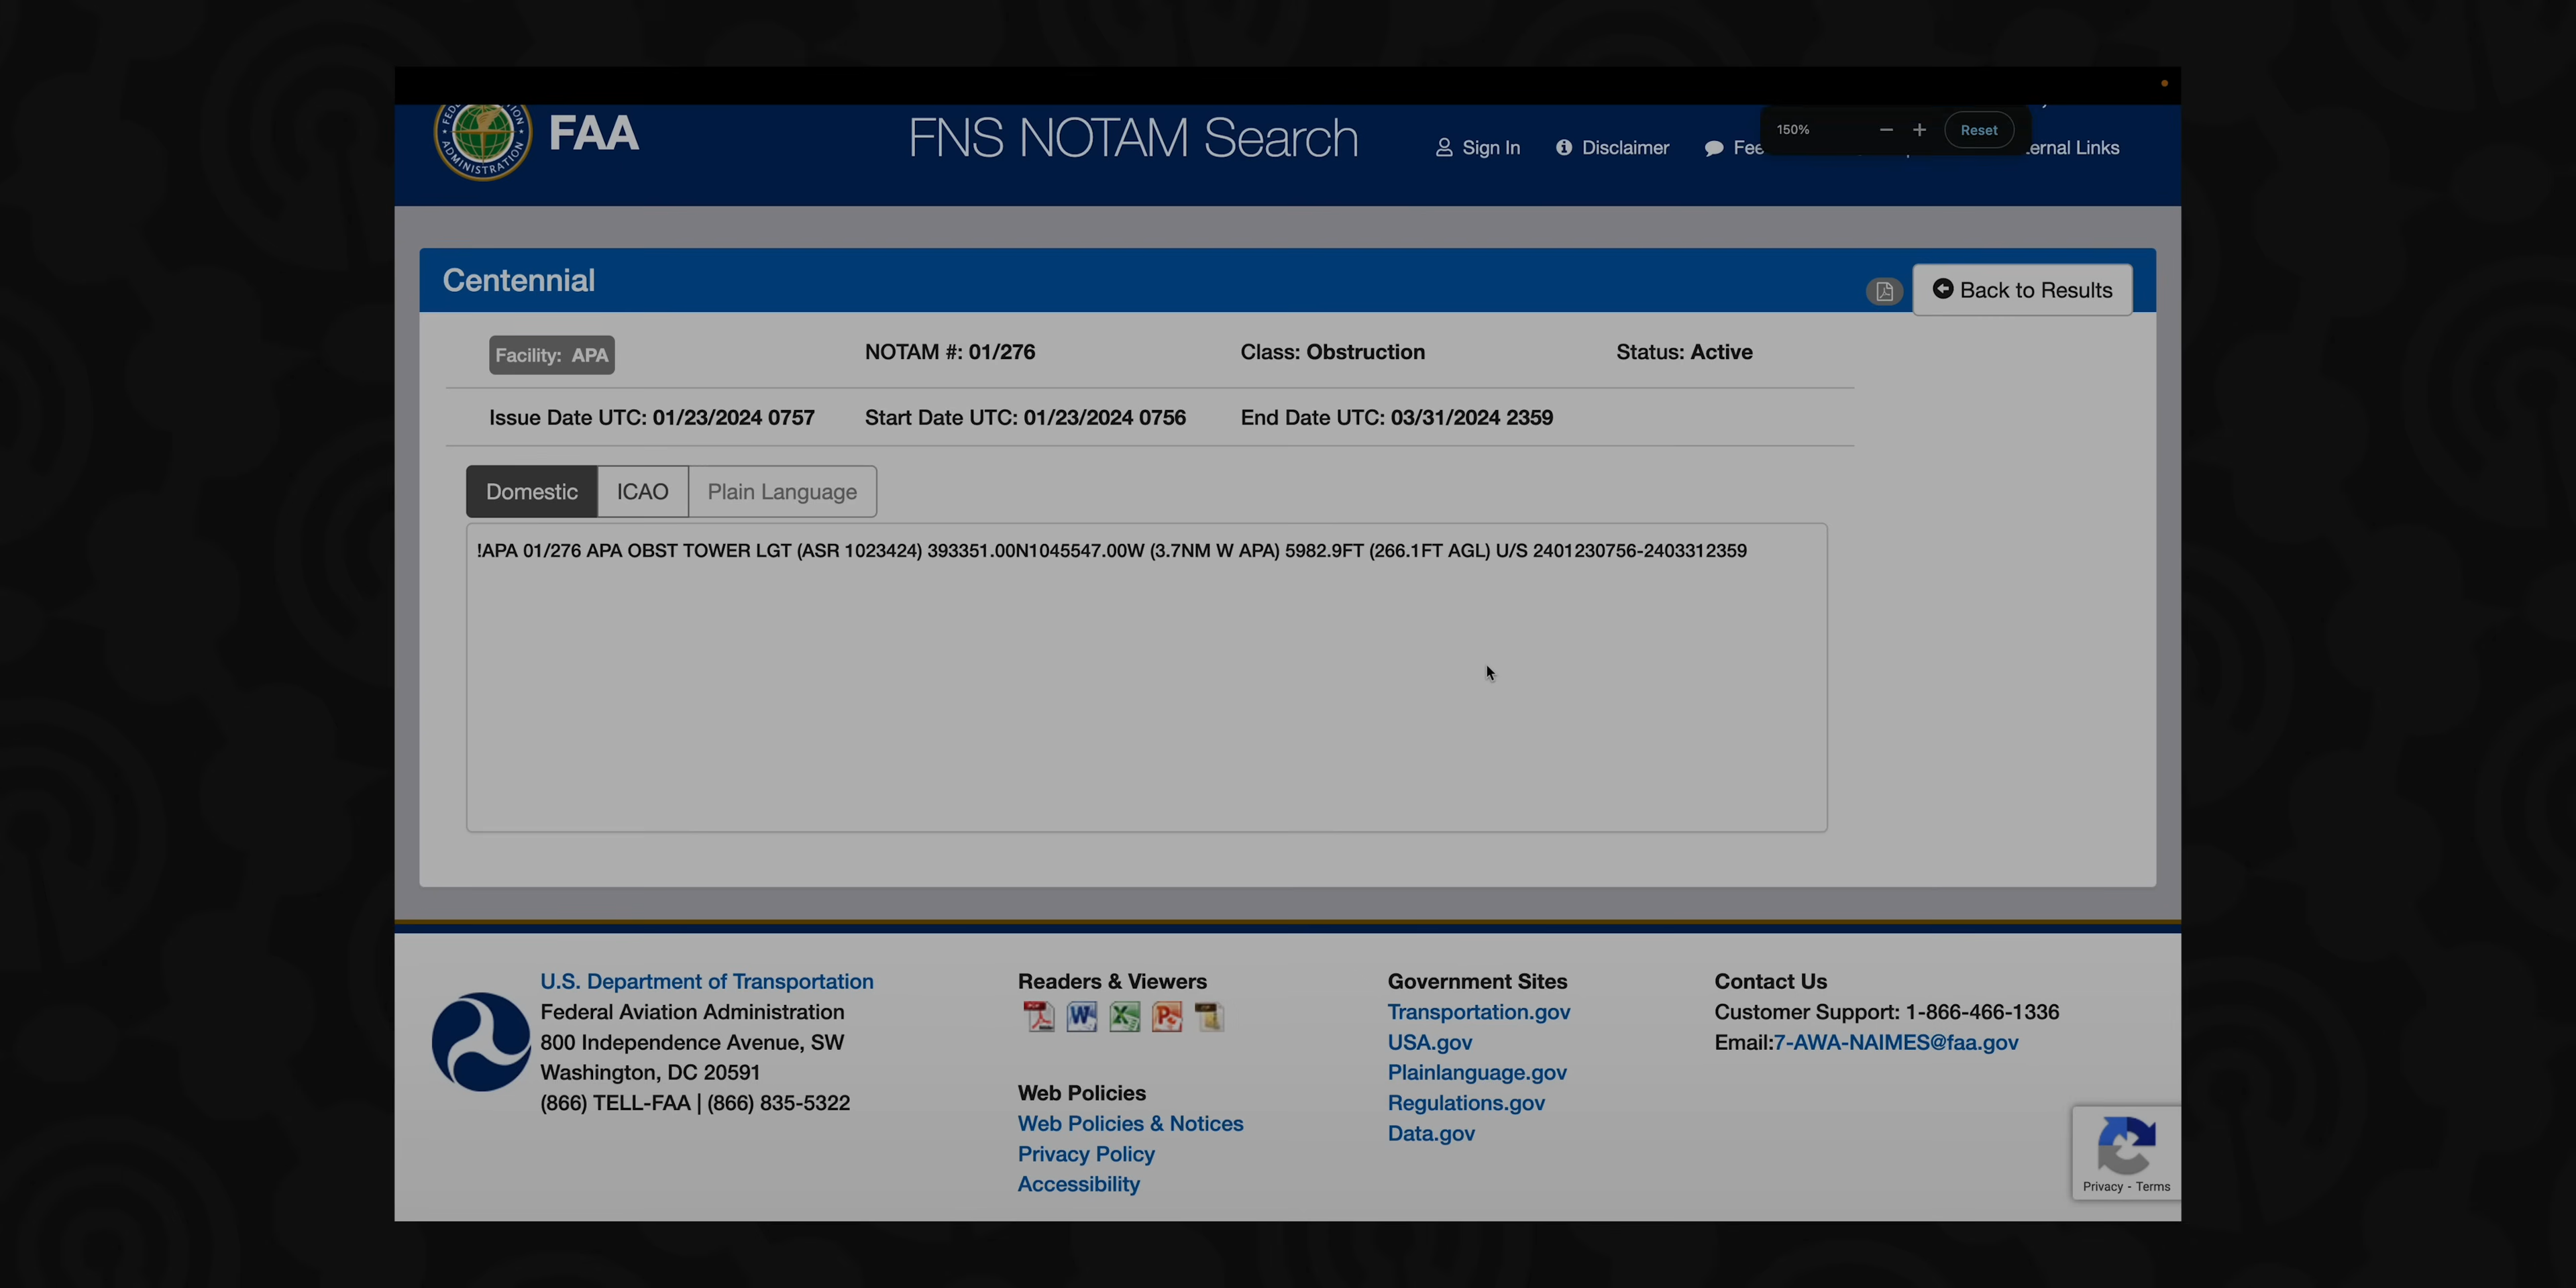 FAA
FNS NOTAM Search
Sign In
Disclaimer
150%
Reset
Centennial
Back to Results
Facility: APA
NOTAM #: 01/276
Class: Obstruction
Status: Active
Issue Date UTC: 01/23/2024 0757
Start Date UTC: 01/23/2024 0756
End Date UTC: 03/31/2024 2359
Domestic
ICAO
Plain Language
!APA 01/276 APA OBST TOWER LGT (ASR 1023424) 393351.00N1045547.00W (3.7NM W APA) 5982.9FT (266.1FT AGL) U/S 2401230756-2403312359
U.S. Department of Transportation
Federal Aviation Administration
800 Independence Avenue, SW
Washington, DC 20591
(866) TELL-FAA | (866) 835-5322
Readers & Viewers
Web Policies
Web Policies & Notices
Privacy Policy
Accessibility
Government Sites
Transportation.gov
USA.gov
Plainlanguage.gov
Regulations.gov
Data.gov
Contact Us
Customer Support: 1-866-466-1336
Email:7-AWA-NAIMES@faa.gov
Privacy - Terms